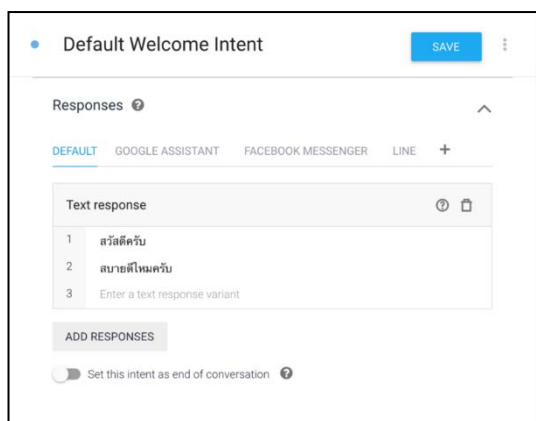 Default Welcome Intent SAVE
Responses
DEFAULT GOOGLE ASSISTANT FACEBOOK MESSENGER LINE +
Text response
1 สวัสดีครับ
2 สบายดีไหมครับ
3 Enter a text response variant
ADD RESPONSES
Set this intent as end of conversation